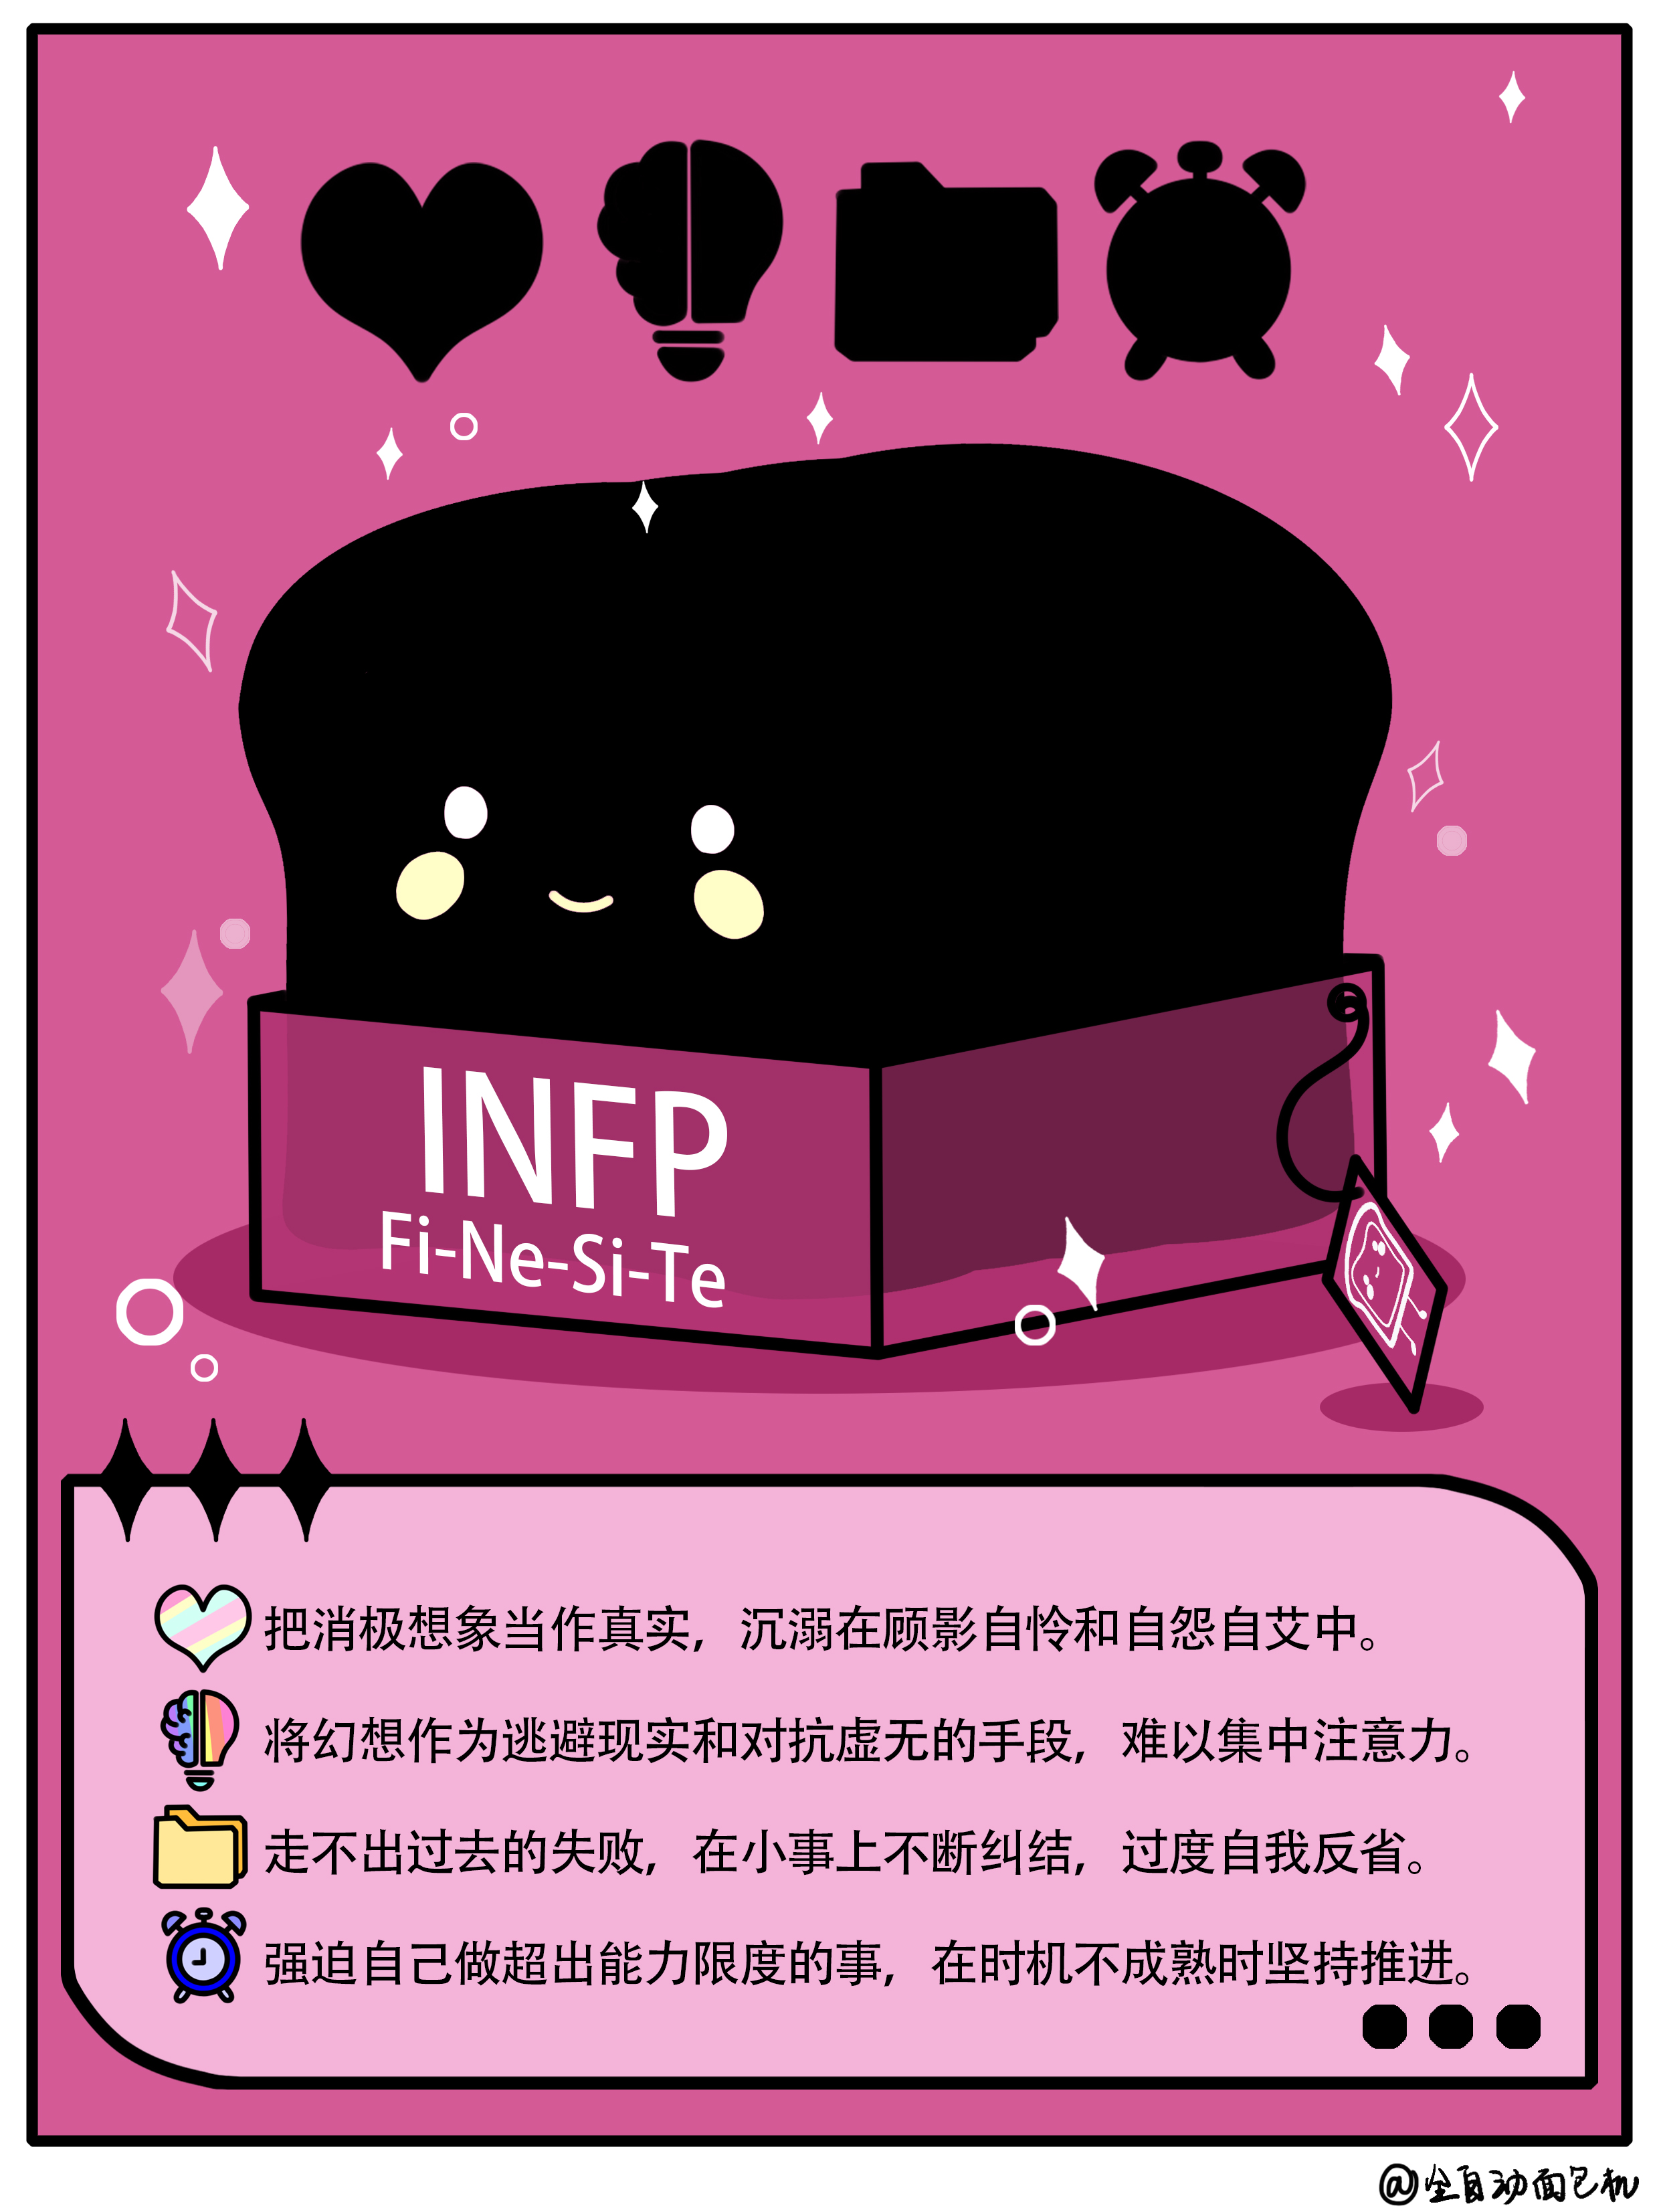 INFP
Fi-Ne-Si-Te
把消极想象当作真实，沉溺在顾影自怜和自怨自艾中。
将幻想作为逃避现实和对抗虚无的手段，难以集中注意力。
走不出过去的失败，在小事上不断纠结，过度自我反省。
强迫自己做超出能力限度的事，在时机不成熟时坚持推进。
@全自动面包机